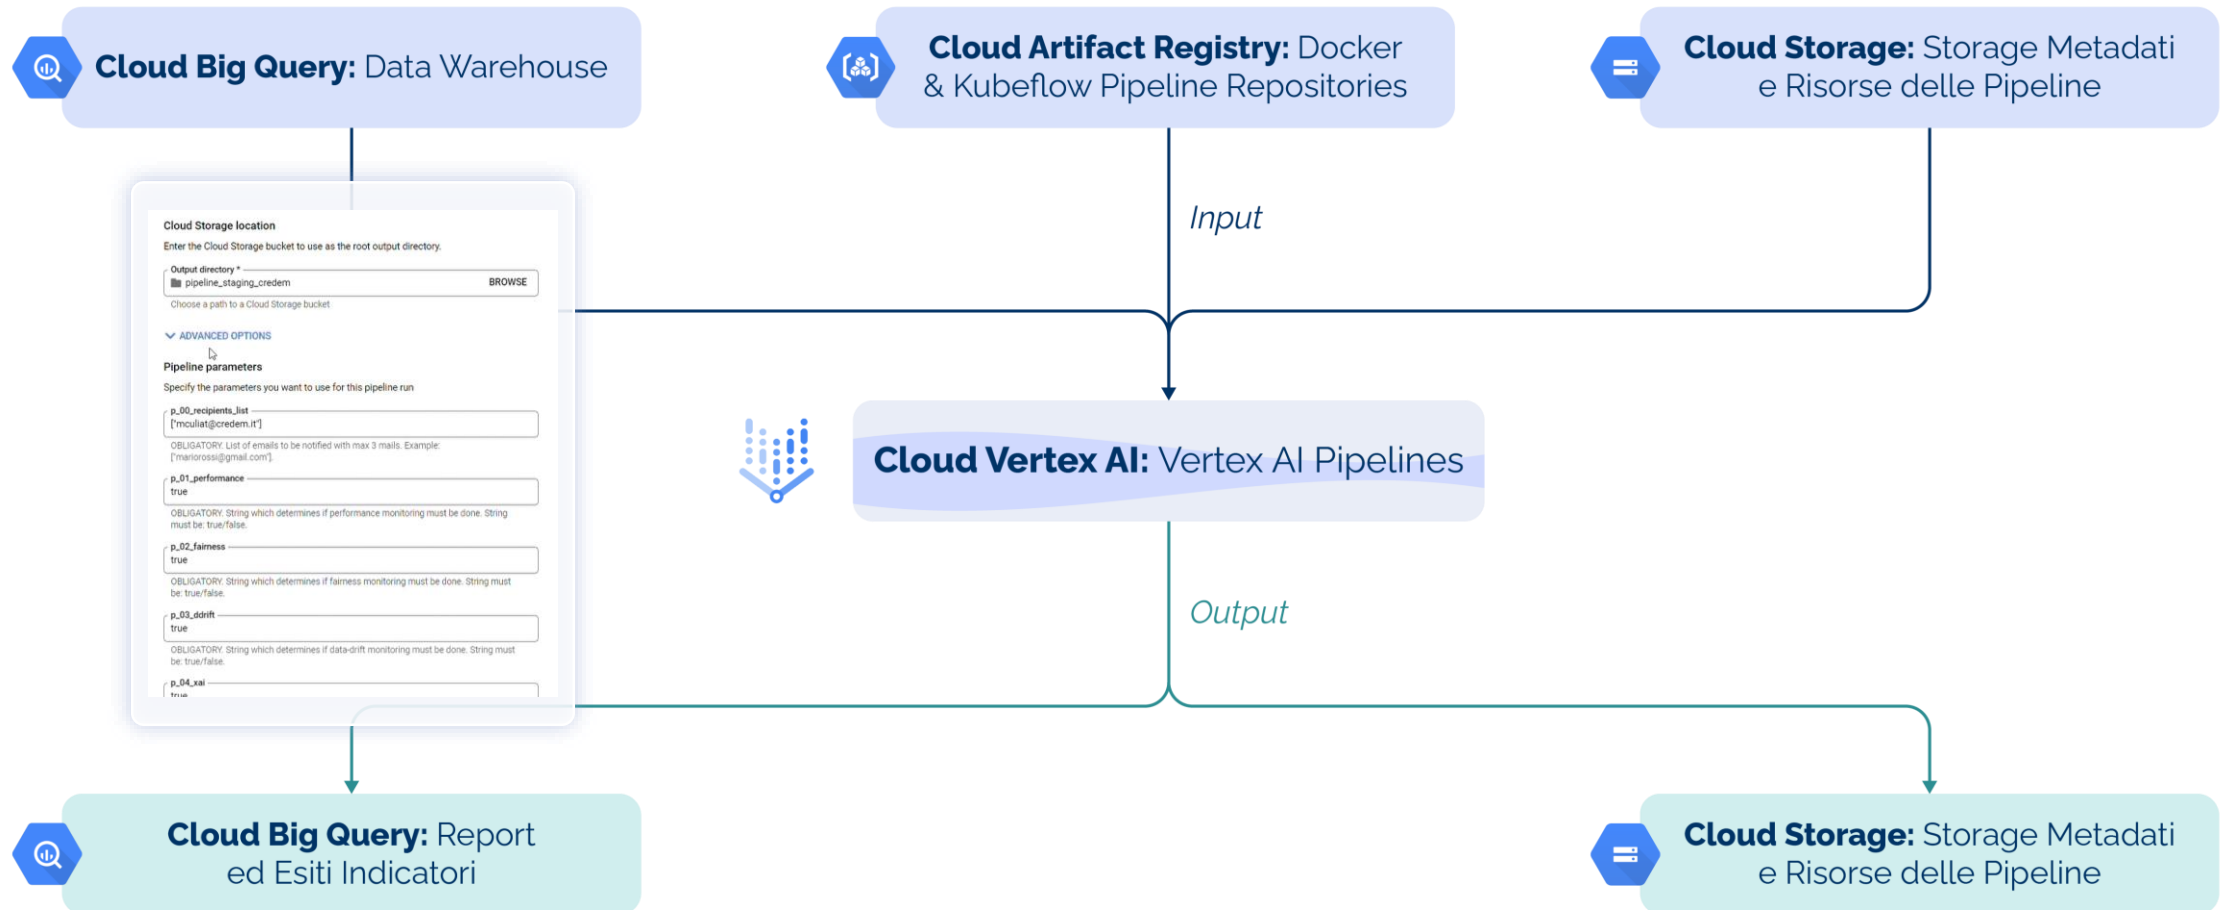 Cloud Big Query: Data Warehouse
Cloud Artifact Registry: Docker
& Kubeflow Pipeline Repositories
Cloud Storage: Storage Metadati
e Risorse delle Pipeline
Input
Cloud Storage location
Enter the Cloud Storage bucket to use as the root output directory.
Output directory *
pipeline_staging_credem
BROWSE
Choose a path to a Cloud Storage bucket
ADVANCED OPTIONS
Pipeline parameters
Specify the parameters you want to use for this pipeline run
p_00_recipients_list
["mculiat@credem.it"]
OBLIGATORY. List of emails to be notified with max 3 mails. Example:
["mariorossi@gmail.com"].
p_01_performance
true
OBLIGATORY. String which determines if performance monitoring must be done. String
must be: true/false.
p_02_fairness
true
OBLIGATORY. String which determines if fairness monitoring must be done. String must
be: true/false.
p_03_ddrift
true
OBLIGATORY. String which determines if data-drift monitoring must be done. String must
be: true/false.
p_04_xai
true
Cloud Vertex AI: Vertex AI Pipelines
Output
Cloud Big Query: Report
ed Esiti Indicatori
Cloud Storage: Storage Metadati
e Risorse delle Pipeline